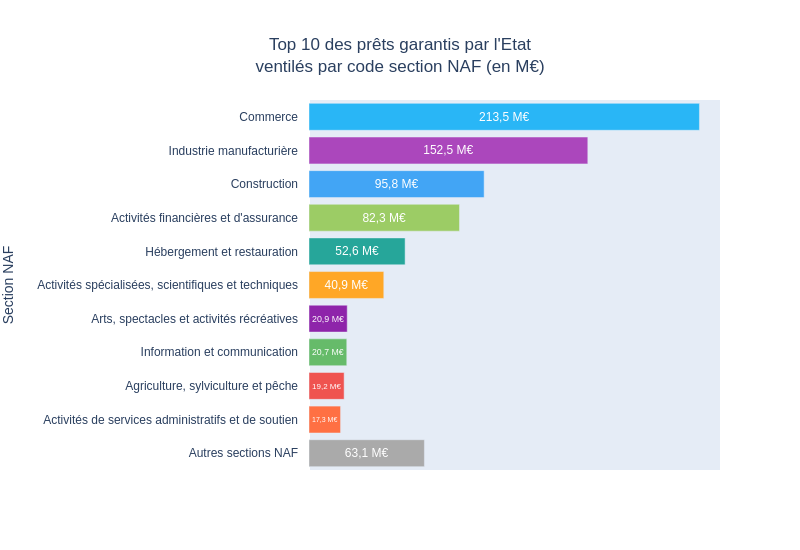 Top 10 des prêts garantis par l'Etat
ventilés par code section NAF (en M€)
Section NAF
Commerce 213,5 M€
Industrie manufacturière 152,5 M€
Construction 95,8 M€
Activités financières et d'assurance 82,3 M€
Hébergement et restauration 52,6 M€
Activités spécialisées, scientifiques et techniques 40,9 M€
Arts, spectacles et activités récréatives 20,9 M€
Information et communication 20,7 M€
Agriculture, sylviculture et pêche 19,2 M€
Activités de services administratifs et de soutien 17,3 M€
Autres sections NAF 63,1 M€